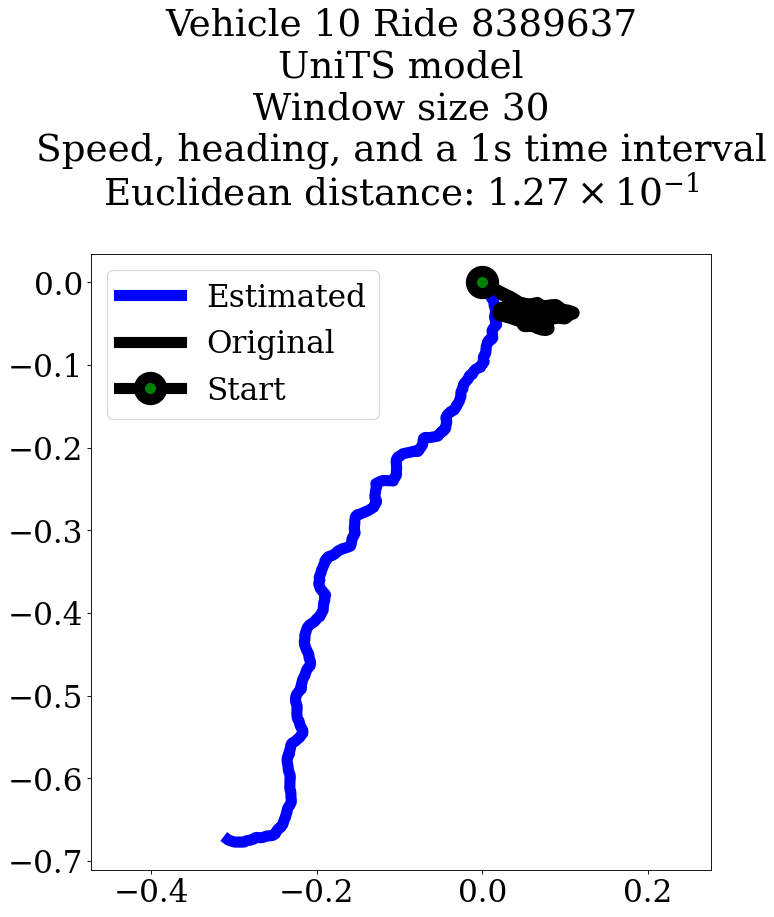 Vehicle 10 Ride 8389637
UniTS model
Window size 30
Speed, heading, and a 1s time interval
Euclidean distance: 1.27 × 10⁻¹
Estimated
Original
Start
0.0
−0.1
−0.2
−0.3
−0.4
−0.5
−0.6
−0.7
−0.4 −0.2 0.0 0.2